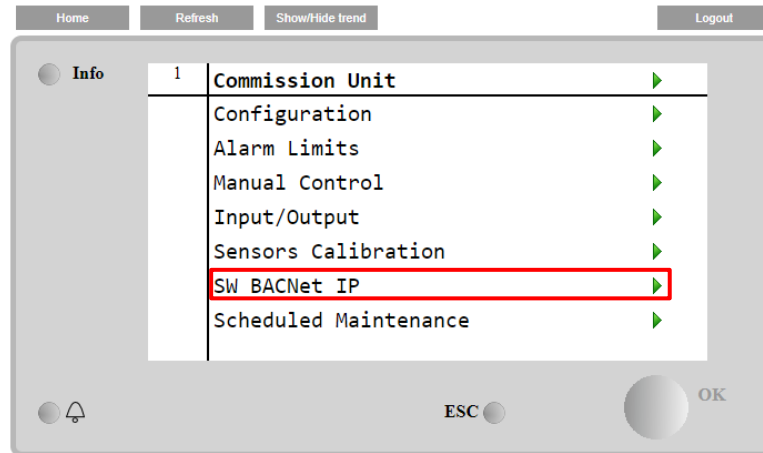 Home Refresh Show/Hide trend Logout
Info
1 Commission Unit
Configuration
Alarm Limits
Manual Control
Input/Output
Sensors Calibration
SW BACNet IP
Scheduled Maintenance
ESC OK